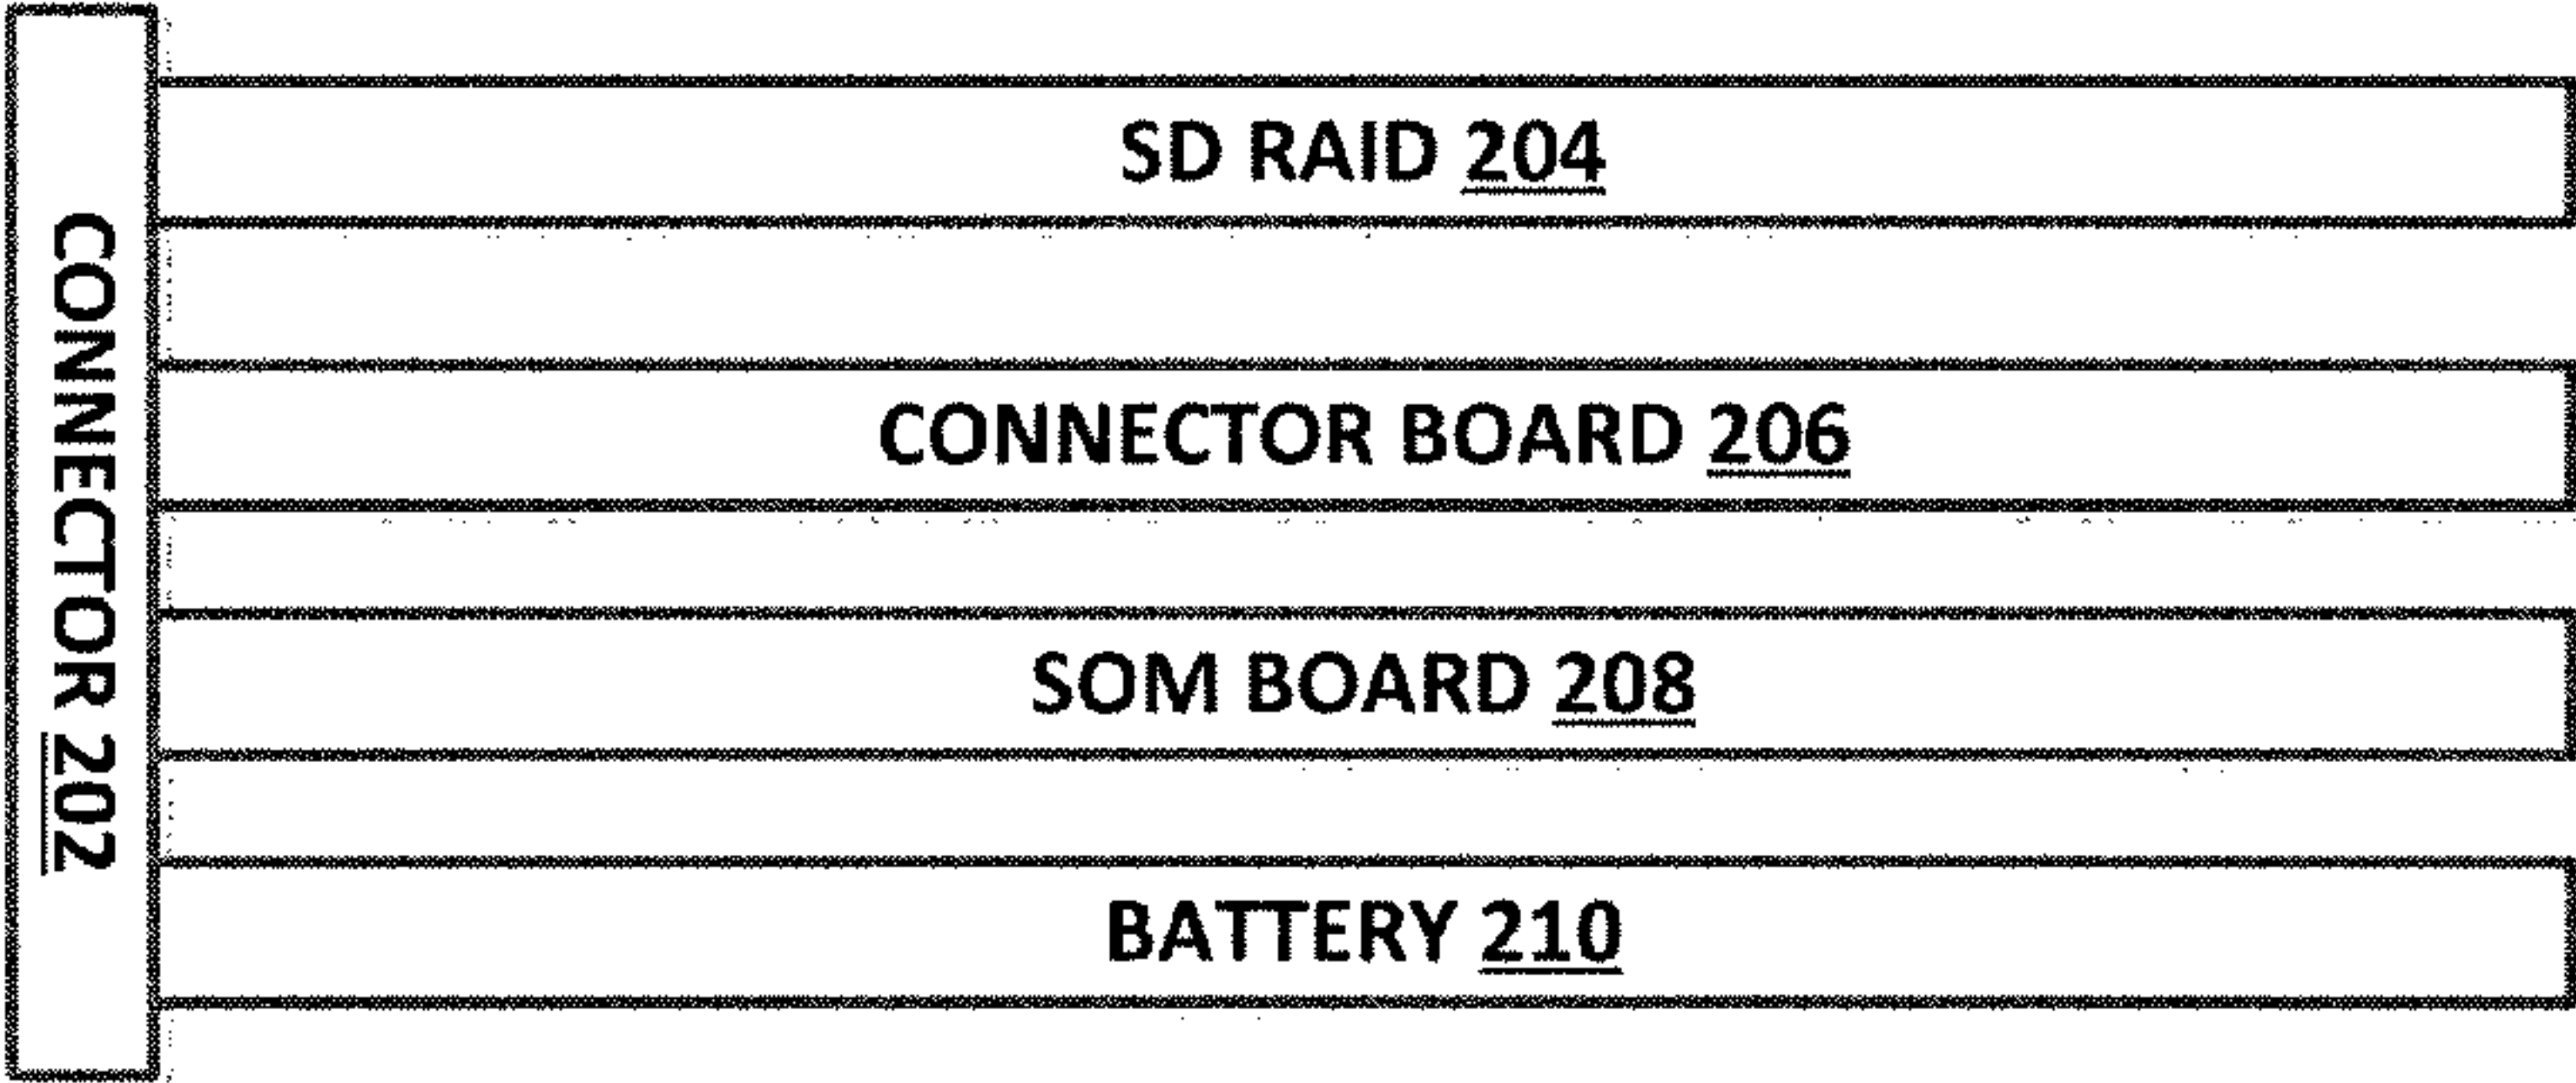 CONNECTOR 202
SD RAID 204
CONNECTOR BOARD 206
SOM BOARD 208
BATTERY 210